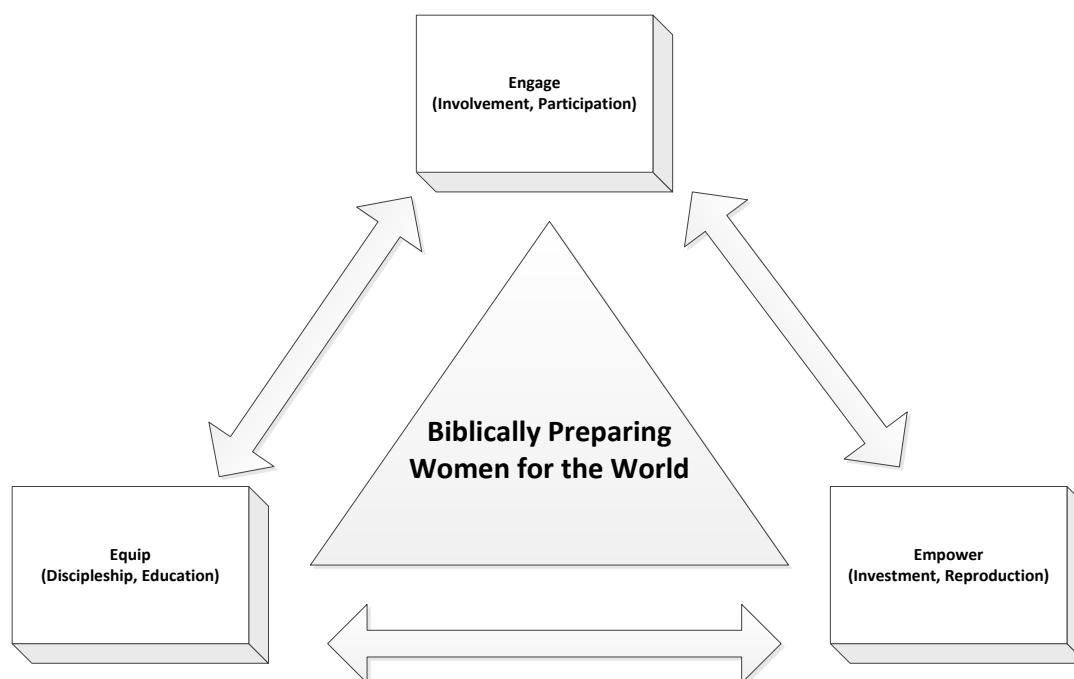 Engage
(Involvement, Participation)
Biblically Preparing
Women for the World
Equip
(Discipleship, Education)
Empower
(Investment, Reproduction)